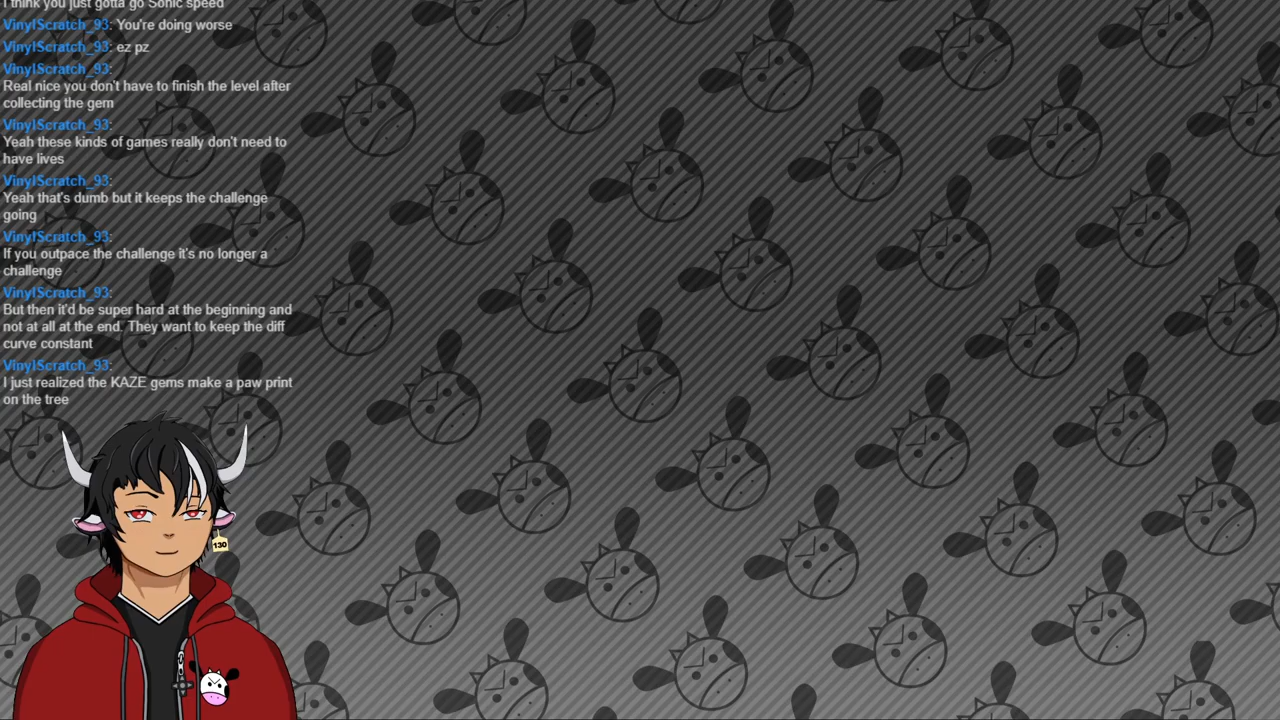 I think you just gotta go Sonic speed
VinylScratch_93: You're doing worse
VinylScratch_93: ez pz
VinylScratch_93:
Real nice you don't have to finish the level after
collecting the gem
VinylScratch_93:
Yeah these kinds of games really don't need to
have lives
VinylScratch_93:
Yeah that's dumb but it keeps the challenge
going
VinylScratch_93:
If you outpace the challenge it's no longer a
challenge
VinylScratch_93:
But then it'd be super hard at the beginning and
not at all at the end. They want to keep the diff
curve constant
VinylScratch_93:
I just realized the KAZE gems make a paw print
on the tree
130